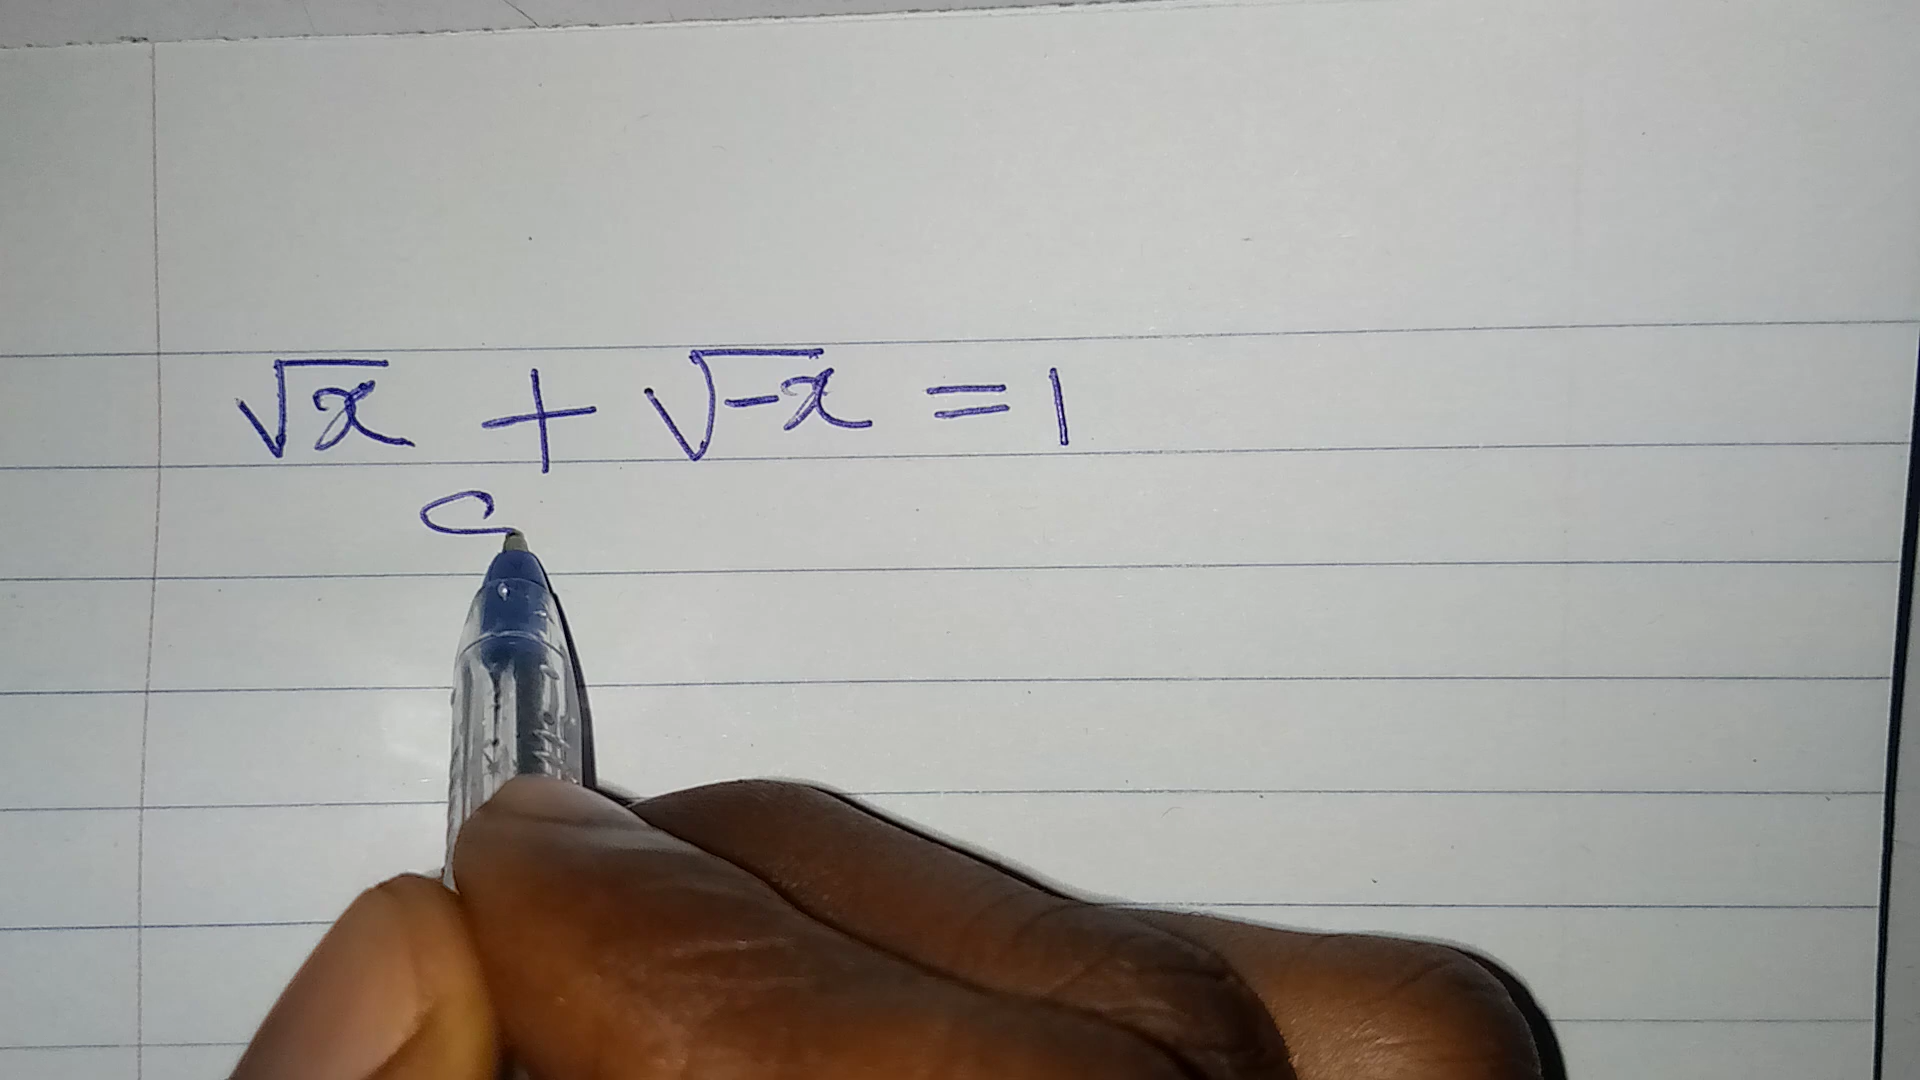 √x + √-x = 1